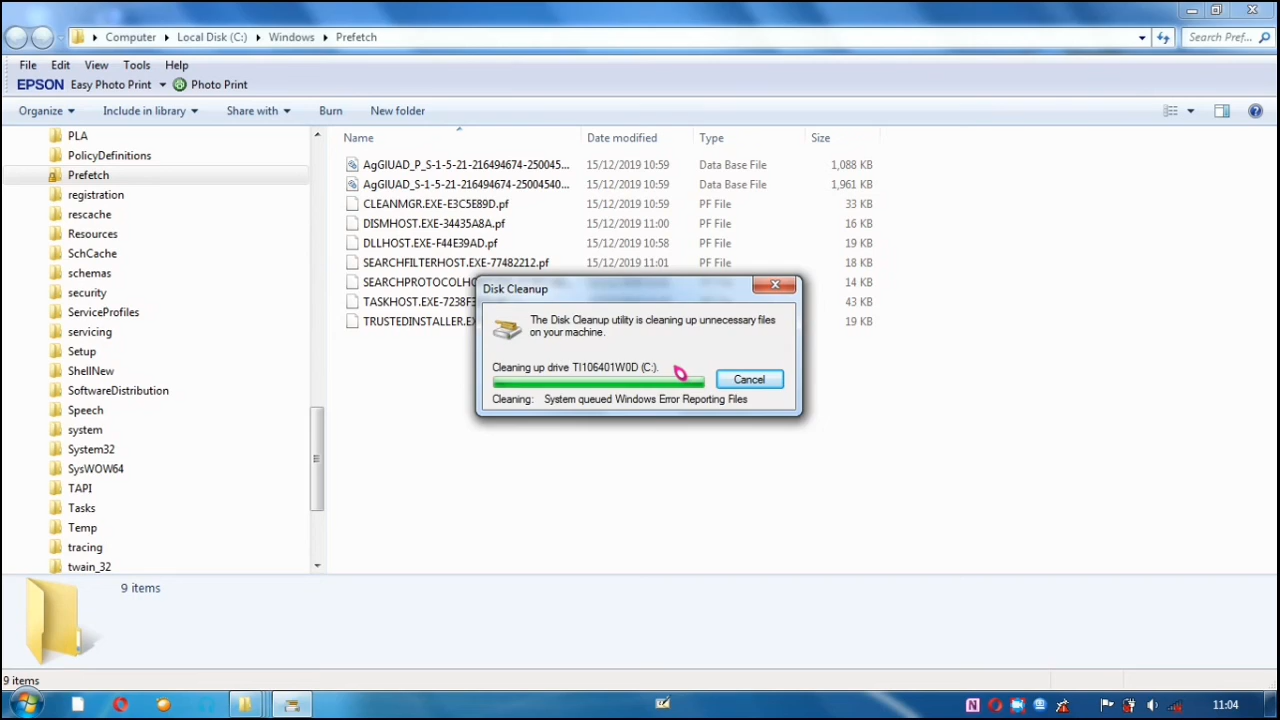 Computer Local Disk (C:) Windows Prefetch Search Pref...
File Edit View Tools Help
EPSON Easy Photo Print Photo Print
Organize Include in library Share with Burn New folder
PLA
PolicyDefinitions
Prefetch
registration
rescache
Resources
SchCache
schemas
security
ServiceProfiles
servicing
Setup
ShellNew
SoftwareDistribution
Speech
system
System32
SysWOW64
TAPI
Tasks
Temp
tracing
twain_32
Name Date modified Type Size
AgGIUAD_P_S-1-5-21-216494674-250045... 15/12/2019 10:59 Data Base File 1,088 KB
AgGIUAD_S-1-5-21-216494674-25004540... 15/12/2019 10:59 Data Base File 1,961 KB
CLEANMGR.EXE-E3C5E89D.pf 15/12/2019 10:59 PF File 33 KB
DISMHOST.EXE-34435A8A.pf 15/12/2019 11:00 PF File 16 KB
DLLHOST.EXE-F44E39AD.pf 15/12/2019 10:58 PF File 19 KB
SEARCHFILTERHOST.EXE-77482212.pf 15/12/2019 11:01 PF File 18 KB
SEARCHPROTOCOLHO 14 KB
TASKHOST.EXE-7238F3 43 KB
TRUSTEDINSTALLER.EX 19 KB
Disk Cleanup
The Disk Cleanup utility is cleaning up unnecessary files
on your machine.
Cleaning up drive TI106401W0D (C:).
Cancel
Cleaning: System queued Windows Error Reporting Files
9 items
9 items
11:04